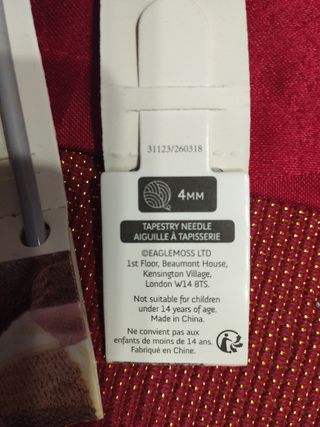 31123/260318
4MM
TAPESTRY NEEDLE
AIGUILLE À TAPISSERIE
©EAGLEMOSS LTD
1st Floor, Beaumont House,
Kensington Village,
London W14 8TS.
Not suitable for children
under 14 years of age.
Made in China.
Ne convient pas aux
enfants de moins de 14 ans.
Fabriqué en Chine.